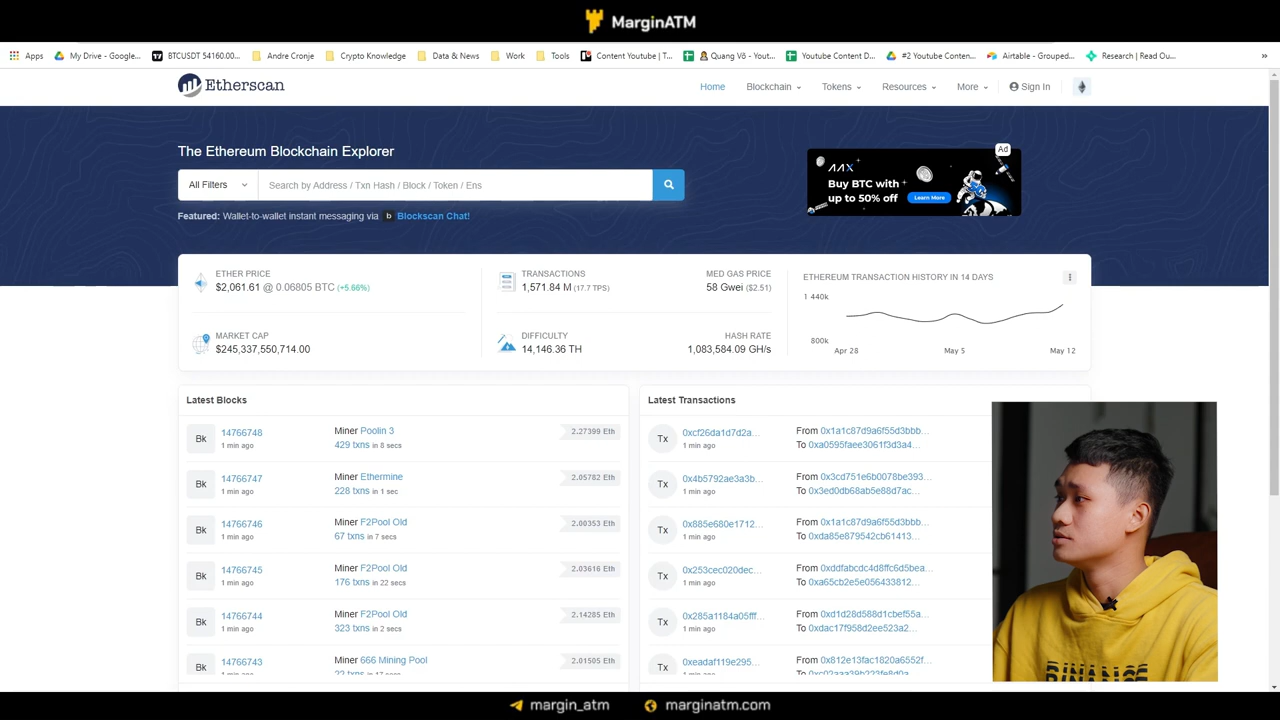 MarginATM
Apps
My Drive - Google...
BTCUSDT 54160.00...
Andre Cronje
Crypto Knowledge
Data & News
Work
Tools
Content Youtube | T...
Quang Võ - Yout...
Youtube Content D...
#2 Youtube Conten...
Airtable - Grouped...
Research | Read Ou...
»
Etherscan
Home
Blockchain
Tokens
Resources
More
Sign In
The Ethereum Blockchain Explorer
All Filters
Search by Address / Txn Hash / Block / Token / Ens
Featured: Wallet-to-wallet instant messaging via b Blockscan Chat!
Ad
AAX
Buy BTC with
up to 50% off
Learn More
ETHER PRICE
$2,061.61 @ 0.06805 BTC (+5.66%)
MARKET CAP
$245,337,550,714.00
TRANSACTIONS
1,571.84 M (17.7 TPS)
MED GAS PRICE
58 Gwei ($2.51)
DIFFICULTY
14,146.36 TH
HASH RATE
1,083,584.09 GH/s
ETHEREUM TRANSACTION HISTORY IN 14 DAYS
1 440k
800k
Apr 28
May 5
May 12
Latest Blocks
Bk
14766748
1 min ago
Miner Poolin 3
429 txns in 8 secs
2.27399 Eth
Bk
14766747
1 min ago
Miner Ethermine
228 txns in 1 sec
2.05782 Eth
Bk
14766746
1 min ago
Miner F2Pool Old
67 txns in 7 secs
2.00353 Eth
Bk
14766745
1 min ago
Miner F2Pool Old
176 txns in 22 secs
2.03616 Eth
Bk
14766744
1 min ago
Miner F2Pool Old
323 txns in 2 secs
2.14285 Eth
Bk
14766743
1 min ago
Miner 666 Mining Pool
22 txns in 17 secs
2.01505 Eth
Latest Transactions
Tx
0xcf26da1d7d2a...
1 min ago
From 0x1a1c87d9a6f55d3bbb...
To 0xa0595faee3061f3d3a4...
Tx
0x4b5792ae3a3b...
1 min ago
From 0x3cd751e6b0078be393...
To 0x3ed0db68ab5e88d7ac...
Tx
0x885e680e1712...
1 min ago
From 0x1a1c87d9a6f55d3bbb...
To 0xda85e879542cb61413...
Tx
0x253cec020dec...
1 min ago
From 0xddfabcdc4d8ffc6d5bea...
To 0xa65cb2e5e056433812...
Tx
0x285a1184a05fff...
1 min ago
From 0xd1d28d588d1cbef55a...
To 0xdac17f958d2ee523a2...
Tx
0xeadaf119e295...
1 min ago
From 0x812e13fac1820a6552f...
To 0xc02aaa39b223fe8d0a...
BINANCE
margin_atm
marginatm.com